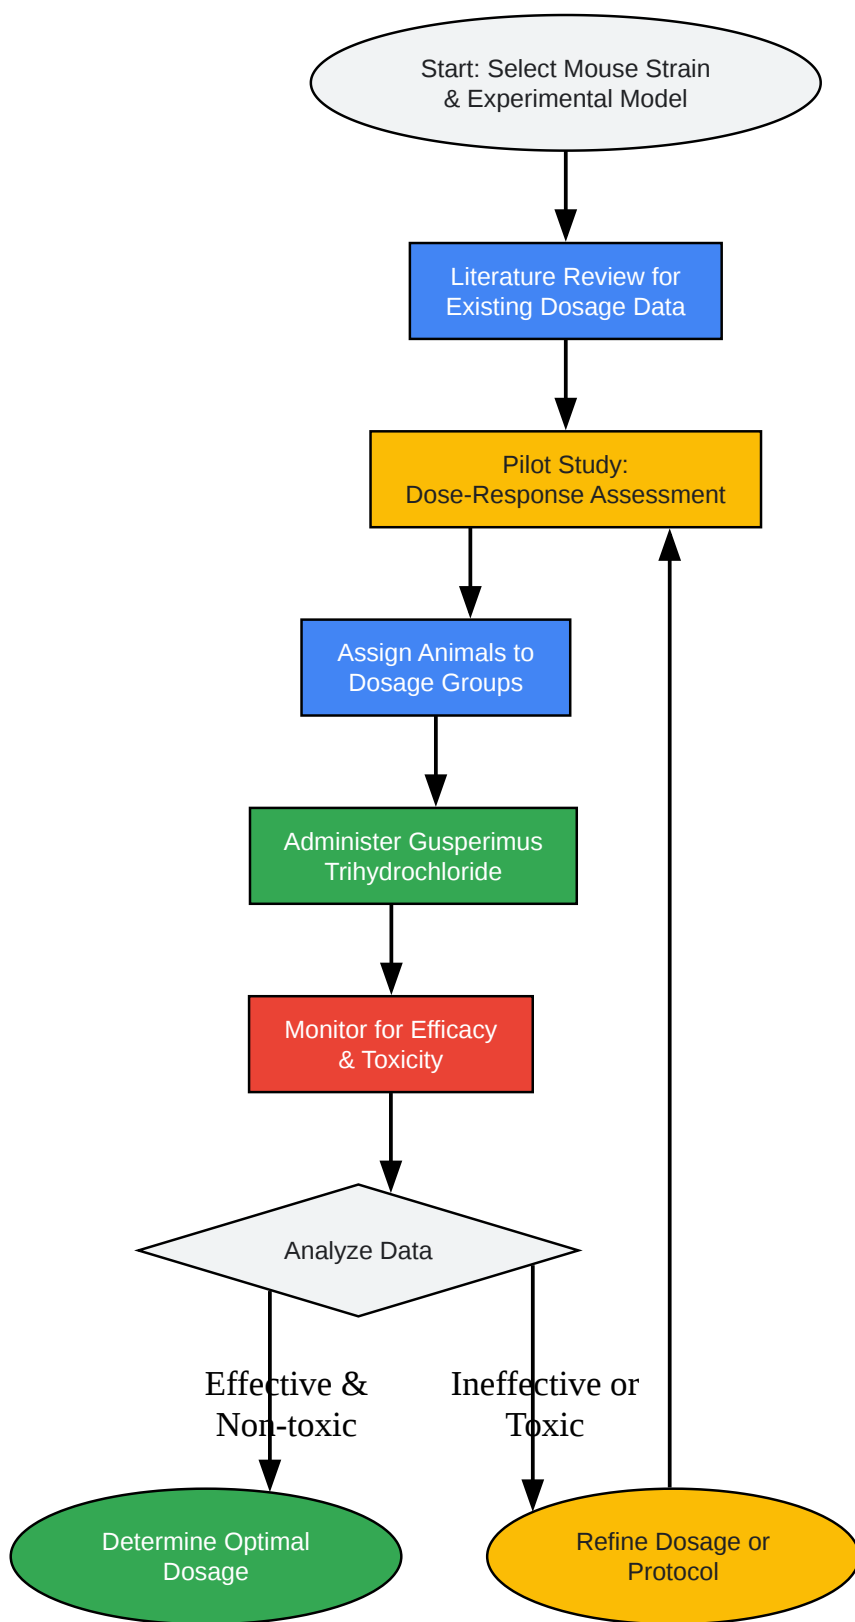 Start: Select Mouse Strain
& Experimental Model
Literature Review for
Existing Dosage Data
Pilot Study:
Dose-Response Assessment
Assign Animals to
Dosage Groups
Administer Gusperimus
Trihydrochloride
Monitor for Efficacy
& Toxicity
Analyze Data
Effective &
Non-toxic
Ineffective or
Toxic
Determine Optimal
Dosage
Refine Dosage or
Protocol